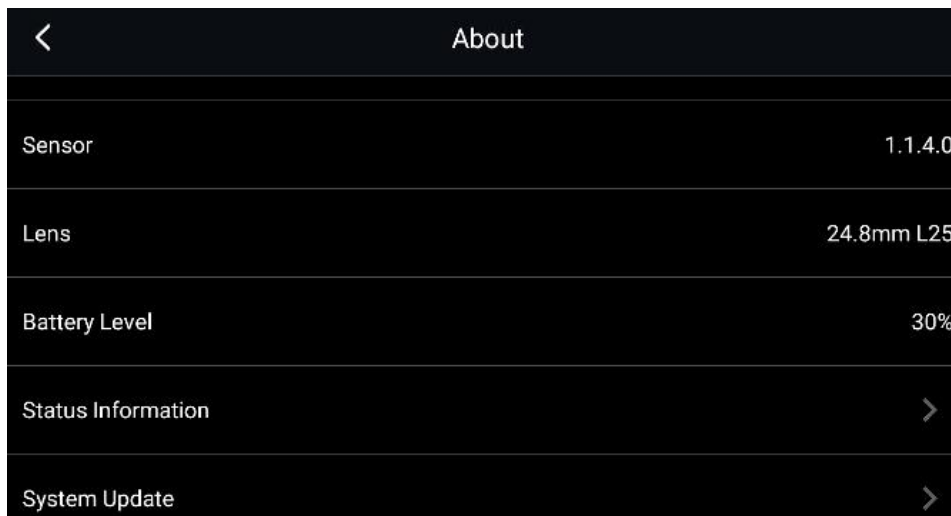 About
Sensor 1.1.4.0
Lens 24.8mm L25
Battery Level 30%
Status Information
System Update